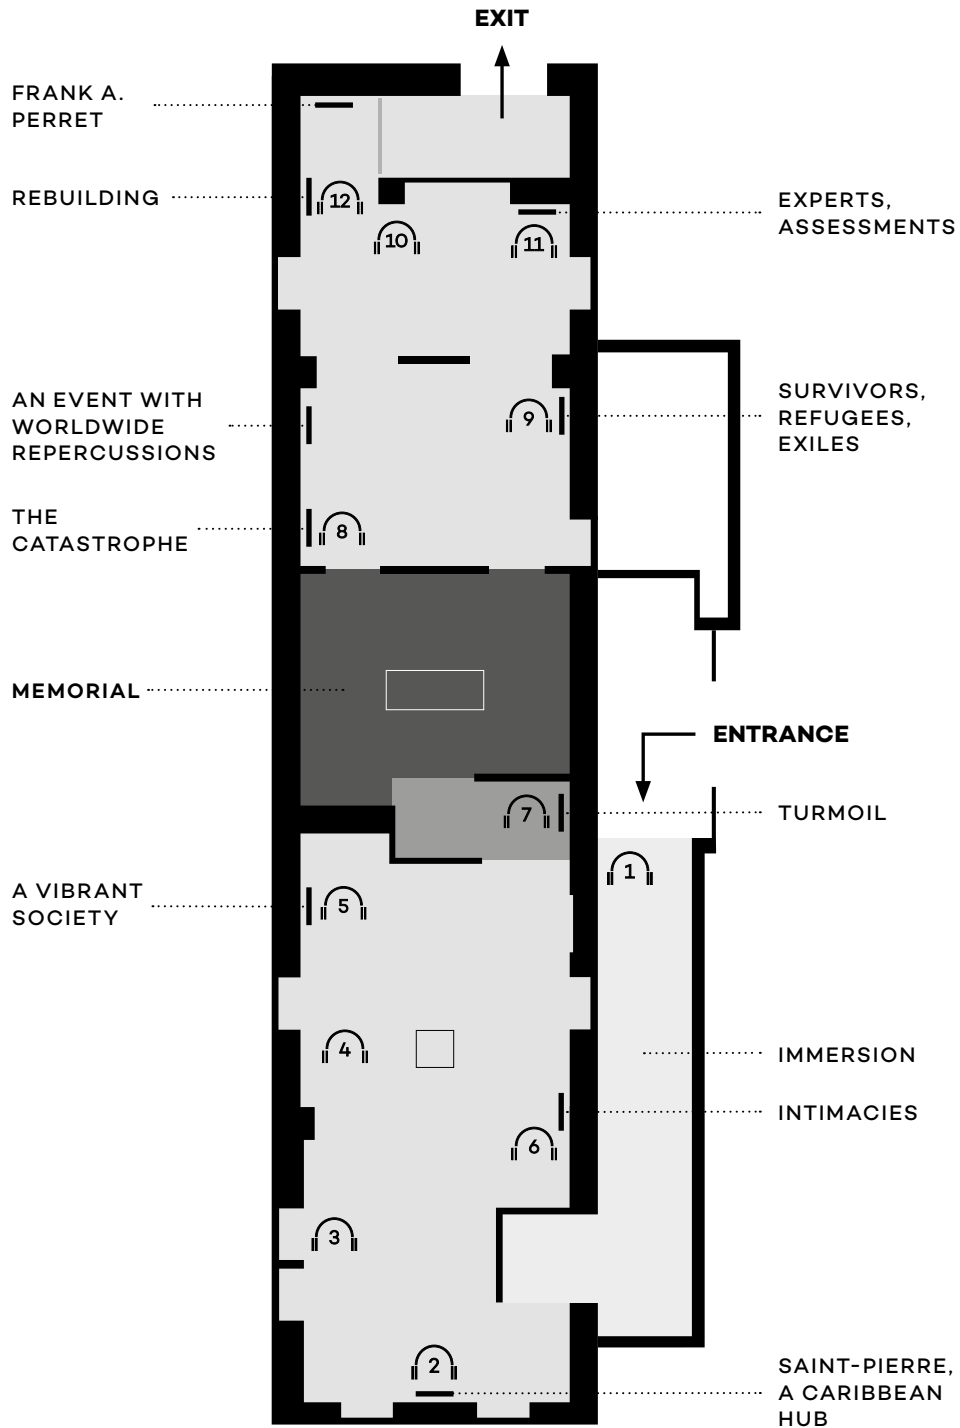 EXIT
FRANK A.
PERRET
REBUILDING
12
EXPERTS,
ASSESSMENTS
10
11
AN EVENT WITH
WORLDWIDE
REPERCUSSIONS
SURVIVORS,
REFUGEES,
EXILES
9
THE
CATASTROPHE
8
MEMORIAL
ENTRANCE
7
TURMOIL
1
A VIBRANT
SOCIETY
5
4
IMMERSION
INTIMACIES
6
3
2
SAINT-PIERRE,
A CARIBBEAN
HUB